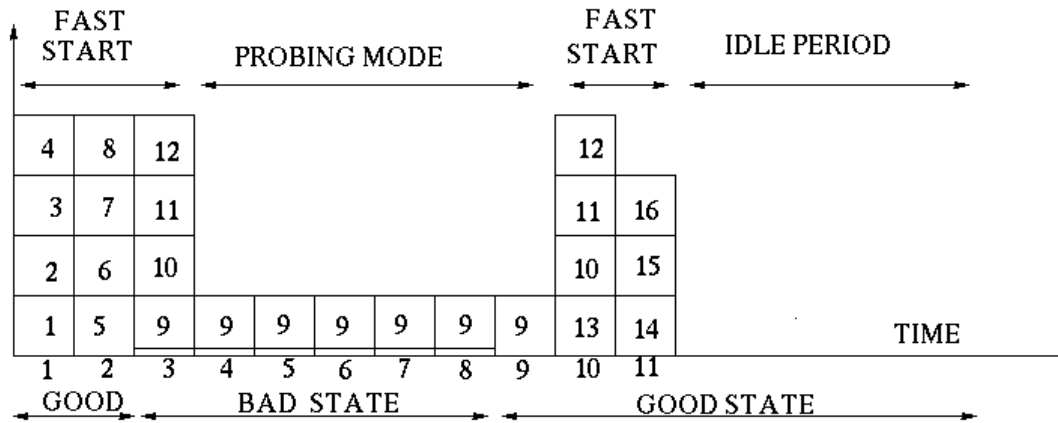 FAST START
PROBING MODE
FAST START
IDLE PERIOD
4 8 12 12
3 7 11 11 16
2 6 10 10 15
1 5 9 9 9 9 9 9 9 13 14
TIME
1 2 3 4 5 6 7 8 9 10 11
GOOD BAD STATE GOOD STATE